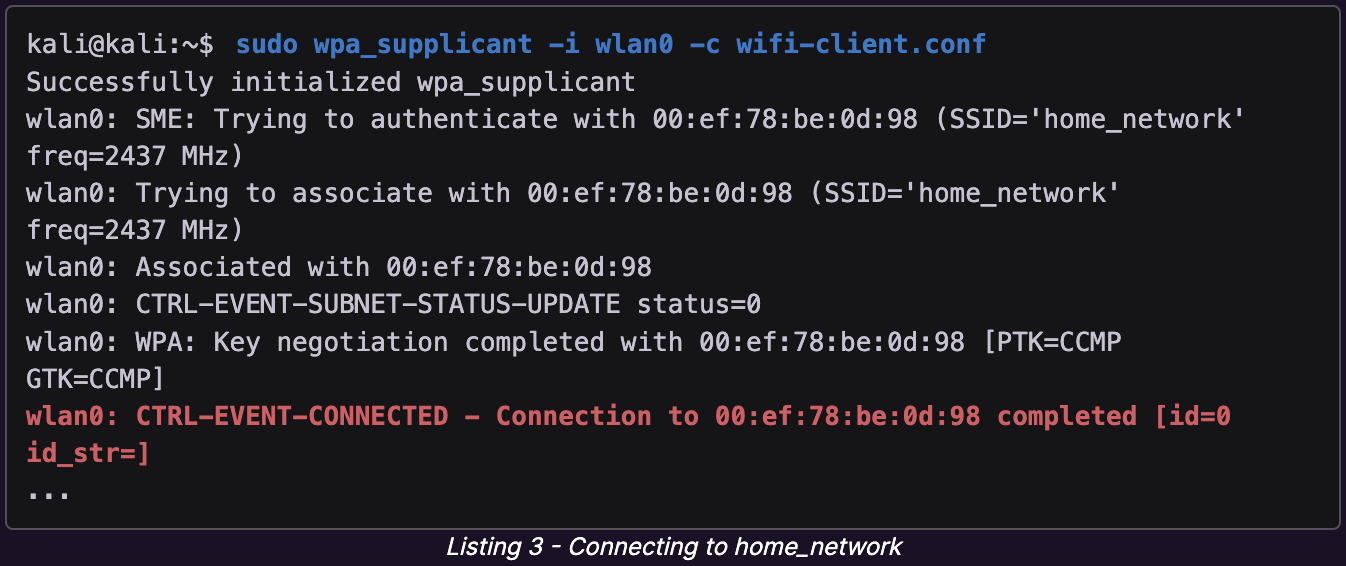 kali@kali:~$ sudo wpa_supplicant -i wlan0 -c wifi-client.conf
Successfully initialized wpa_supplicant
wlan0: SME: Trying to authenticate with 00:ef:78:be:0d:98 (SSID='home_network'
freq=2437 MHz)
wlan0: Trying to associate with 00:ef:78:be:0d:98 (SSID='home_network'
freq=2437 MHz)
wlan0: Associated with 00:ef:78:be:0d:98
wlan0: CTRL-EVENT-SUBNET-STATUS-UPDATE status=0
wlan0: WPA: Key negotiation completed with 00:ef:78:be:0d:98 [PTK=CCMP
GTK=CCMP]
wlan0: CTRL-EVENT-CONNECTED - Connection to 00:ef:78:be:0d:98 completed [id=0
id_str=]
...
Listing 3 - Connecting to home_network